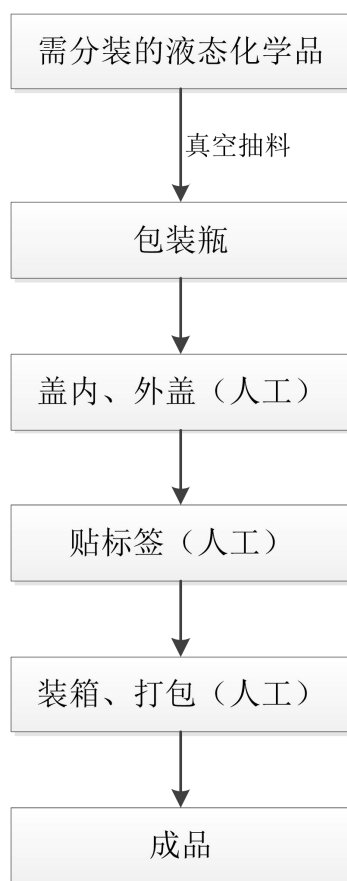 需分装的液态化学品
真空抽料
包装瓶
盖内、外盖（人工）
贴标签（人工）
装箱、打包（人工）
成品